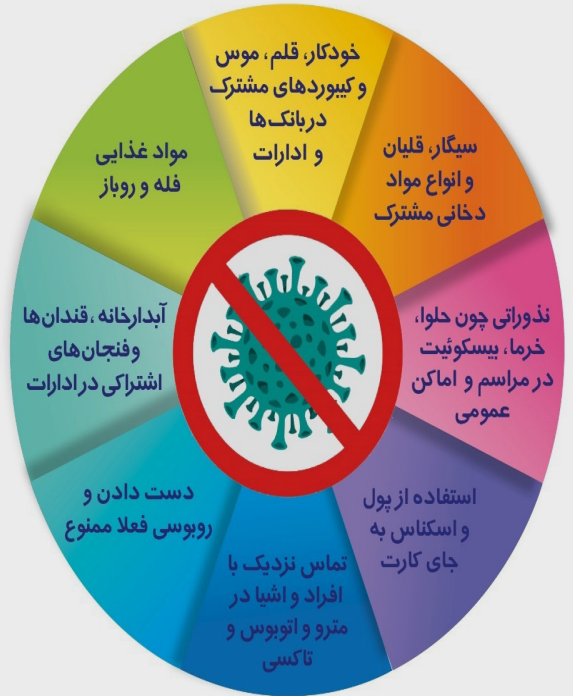 خودکار، قلم، موس
و کیبوردهای مشترک
در بانک‌ها
و ادارات
سیگار، قلیان
و انواع مواد
دخانی مشترک
نذوراتی چون حلوا،
خرما، بیسکوئیت
در مراسم و اماکن
عمومی
استفاده از پول
و اسکناس به
جای کارت
تماس نزدیک با
افراد و اشیا در
مترو و اتوبوس و
تاکسی
دست دادن و
روبوسی فعلا ممنوع
آبدارخانه، قندان‌ها
و فنجان‌های
اشتراکی در ادارات
مواد غذایی
فله و روباز